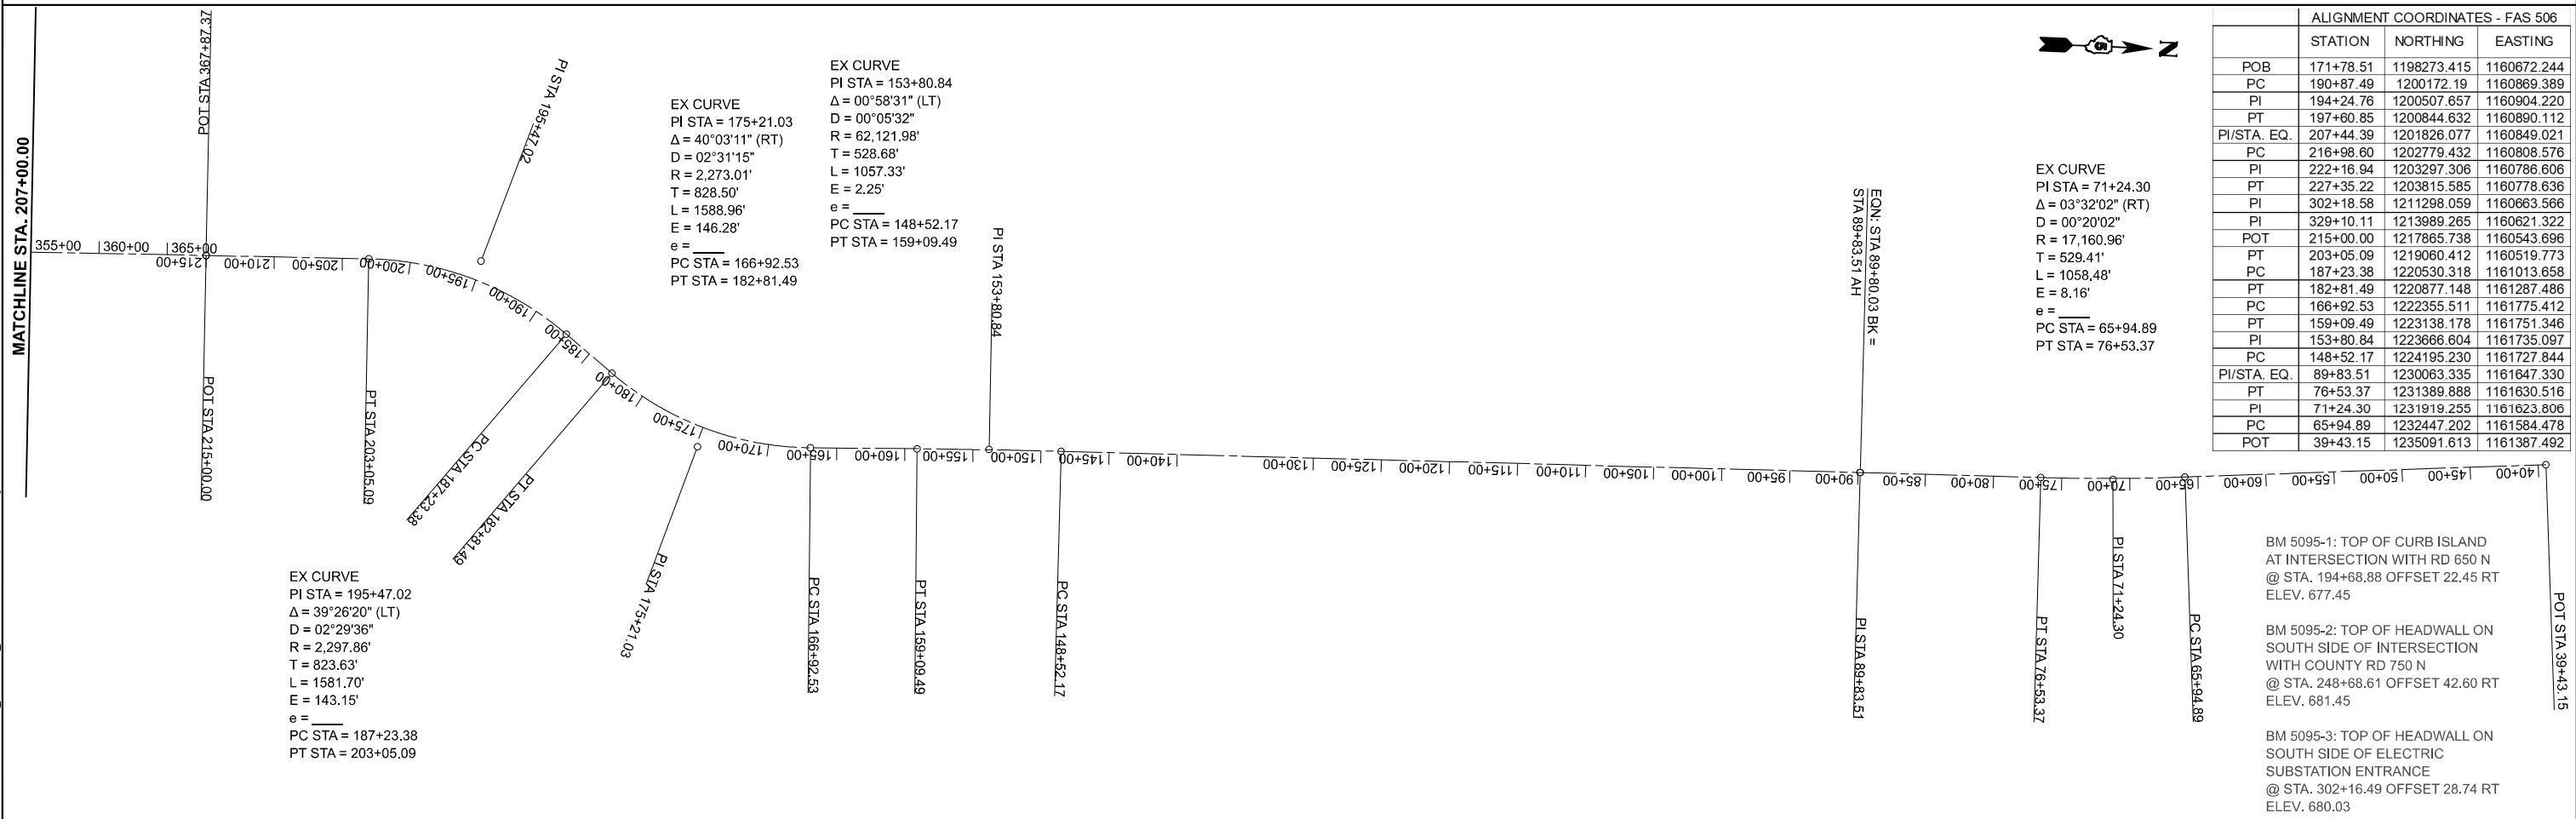 MATCHLINE STA. 207+00.00
POT STA 367+87.37
355+00
360+00
365+00
215+00
210+00
205+00
200+00
195+00
190+00
185+00
180+00
175+00
170+00
165+00
160+00
155+00
150+00
145+00
140+00
130+00
125+00
120+00
115+00
110+00
105+00
100+00
95+00
90+00
85+00
80+00
75+00
70+00
65+00
60+00
55+00
50+00
45+00
40+00
POT STA 215+00.00
PT STA 203+05.09
PI STA 195+47.02
PC STA 187+23.38
PT STA 182+81.49
PI STA 175+21.03
PC STA 166+92.53
PT STA 159+09.49
PI STA 153+80.84
PC STA 148+52.17
EQN: STA 89+80.03 BK =
STA 89+83.51 AH
PI STA 89+83.51
PT STA 76+53.37
PI STA 71+24.30
PC STA 65+94.89
POT STA 39+43.15
EX CURVE
PI STA = 195+47.02
Δ = 39°26'20" (LT)
D = 02°29'36"
R = 2,297.86'
T = 823.63'
L = 1581.70'
E = 143.15'
e = ____
PC STA = 187+23.38
PT STA = 203+05.09
EX CURVE
PI STA = 175+21.03
Δ = 40°03'11" (RT)
D = 02°31'15"
R = 2,273.01'
T = 828.50'
L = 1588.96'
E = 146.28'
e = ____
PC STA = 166+92.53
PT STA = 182+81.49
EX CURVE
PI STA = 153+80.84
Δ = 00°58'31" (LT)
D = 00°05'32"
R = 62,121.98'
T = 528.68'
L = 1057.33'
E = 2.25'
e = ____
PC STA = 148+52.17
PT STA = 159+09.49
EX CURVE
PI STA = 71+24.30
Δ = 03°32'02" (RT)
D = 00°20'02"
R = 17,160.96'
T = 529.41'
L = 1058.48'
E = 8.16'
e = ____
PC STA = 65+94.89
PT STA = 76+53.37
N
ALIGNMENT COORDINATES - FAS 506
STATION NORTHING EASTING
POB 171+78.51 1198273.415 1160672.244
PC 190+87.49 1200172.19 1160869.389
PI 194+24.76 1200507.657 1160904.220
PT 197+60.85 1200844.632 1160890.112
PI/STA. EQ. 207+44.39 1201826.077 1160849.021
PC 216+98.60 1202779.432 1160808.576
PI 222+16.94 1203297.306 1160786.606
PT 227+35.22 1203815.585 1160778.636
PI 302+18.58 1211298.059 1160663.566
PI 329+10.11 1213989.265 1160621.322
POT 215+00.00 1217865.738 1160543.696
PT 203+05.09 1219060.412 1160519.773
PC 187+23.38 1220530.318 1161013.658
PT 182+81.49 1220877.148 1161287.486
PC 166+92.53 1222355.511 1161775.412
PT 159+09.49 1223138.178 1161751.346
PI 153+80.84 1223666.604 1161735.097
PC 148+52.17 1224195.230 1161727.844
PI/STA. EQ. 89+83.51 1230063.335 1161647.330
PT 76+53.37 1231389.888 1161630.516
PI 71+24.30 1231919.255 1161623.806
PC 65+94.89 1232447.202 1161584.478
POT 39+43.15 1235091.613 1161387.492
BM 5095-1: TOP OF CURB ISLAND
AT INTERSECTION WITH RD 650 N
@ STA. 194+68.88 OFFSET 22.45 RT
ELEV. 677.45
BM 5095-2: TOP OF HEADWALL ON
SOUTH SIDE OF INTERSECTION
WITH COUNTY RD 750 N
@ STA. 248+68.61 OFFSET 42.60 RT
ELEV. 681.45
BM 5095-3: TOP OF HEADWALL ON
SOUTH SIDE OF ELECTRIC
SUBSTATION ENTRANCE
@ STA. 302+16.49 OFFSET 28.74 RT
ELEV. 680.03